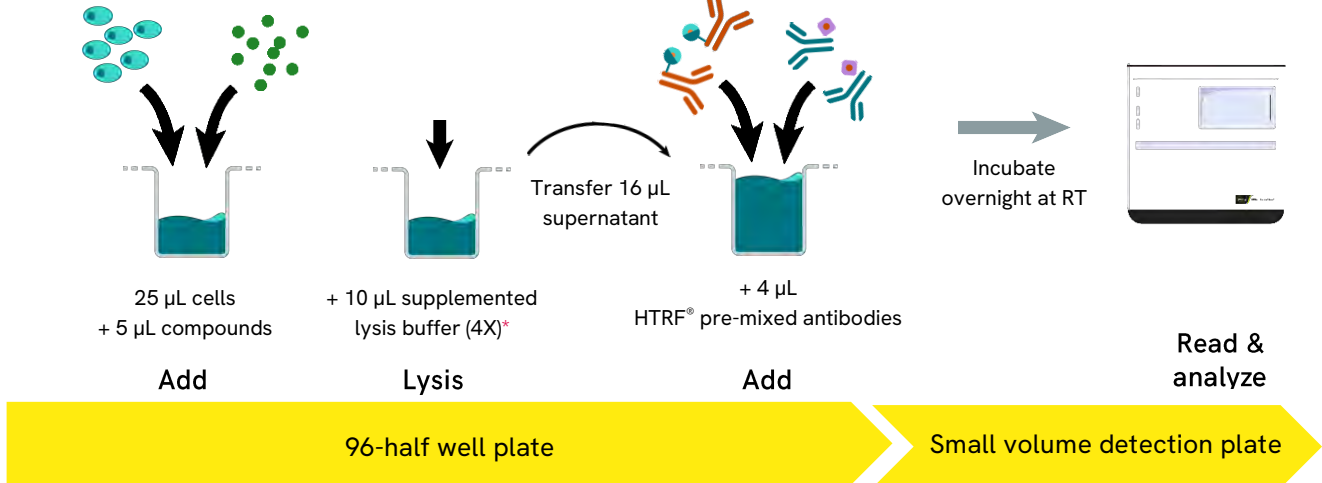 Transfer 16 µL
supernatant
Incubate
overnight at RT
25 µL cells
+ 5 µL compounds
+ 10 µL supplemented
lysis buffer (4X)*
+ 4 µL
HTRF® pre-mixed antibodies
Add
Lysis
Add
Read &
analyze
96-half well plate
Small volume detection plate